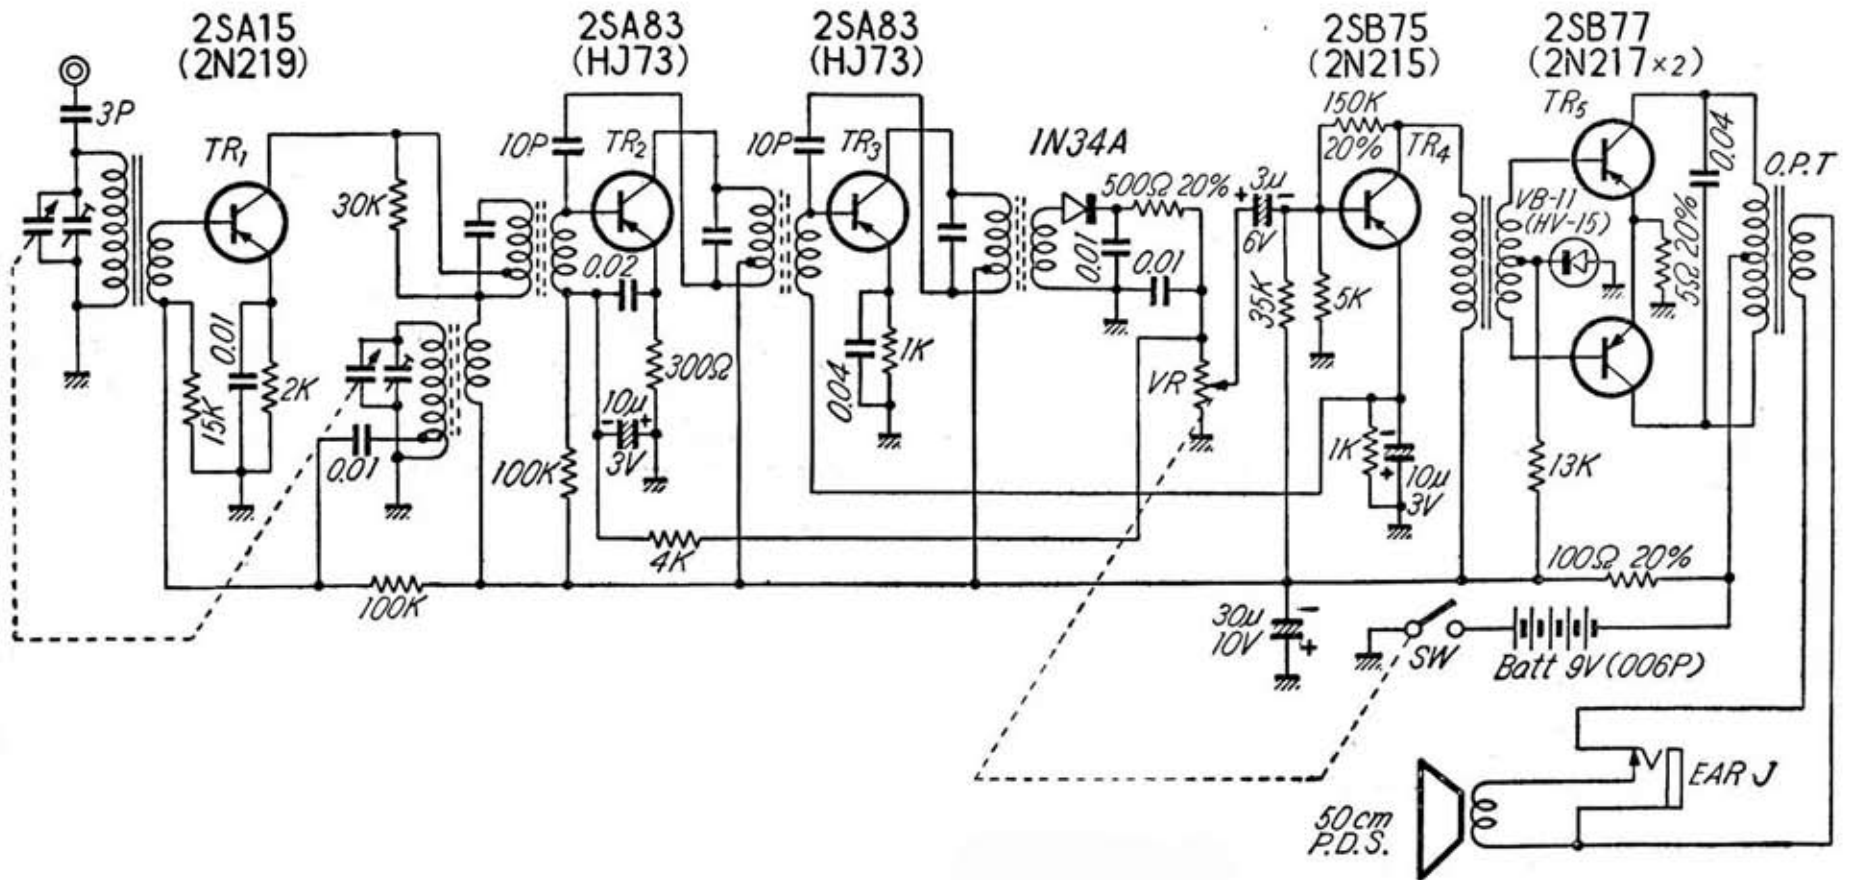 2SA15
(2N219)
2SA83
(HJ73)
2SA83
(HJ73)
2SB75
(2N215)
2SB77
(2N217×2)
3P
TR₁
30K
10P
TR₂
10P
TR₃
1N34A
500Ω 20%
3μ
+ -
6V
150K
20%
TR₄
TR₅
VB-11
(HV-15)
0.04
5Ω 20%
O.P.T
0.02
0.01
0.01
35K
5K
0.01
15K
2K
0.01
300Ω
10μ
- +
3V
100K
0.04
1K
VR
1K
-
+
10μ
3V
13K
4K
100K
100Ω 20%
30μ
10V
-
+
SW
Batt 9V (006P)
EAR J
50cm
P.D.S.